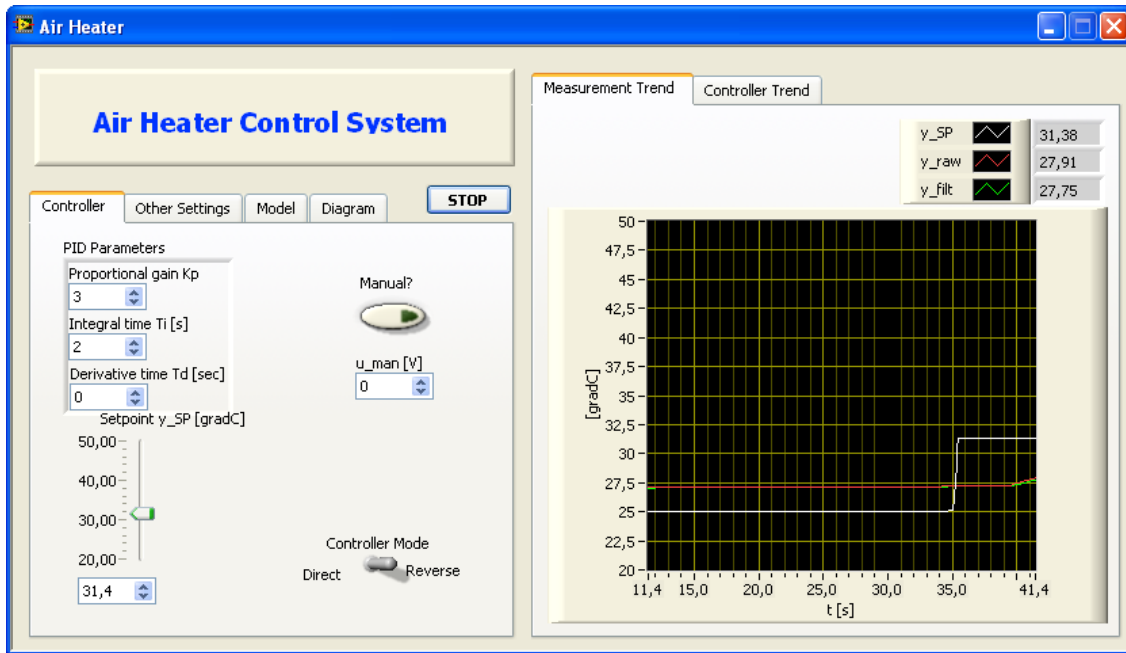 Air Heater
Air Heater Control System
Controller
Other Settings
Model
Diagram
STOP
PID Parameters
Proportional gain Kp
3
Integral time Ti [s]
2
Derivative time Td [sec]
0
Manual?
u_man [V]
0
Setpoint y_SP [gradC]
50,00
40,00
30,00
20,00
31,4
Controller Mode
Direct
Reverse
Measurement Trend
Controller Trend
y_SP 31,38
y_raw 27,91
y_filt 27,75
50
47,5
45
42,5
40
37,5
35
32,5
30
27,5
25
22,5
20
[gradC]
11,4 15,0 20,0 25,0 30,0 35,0 41,4
t [s]